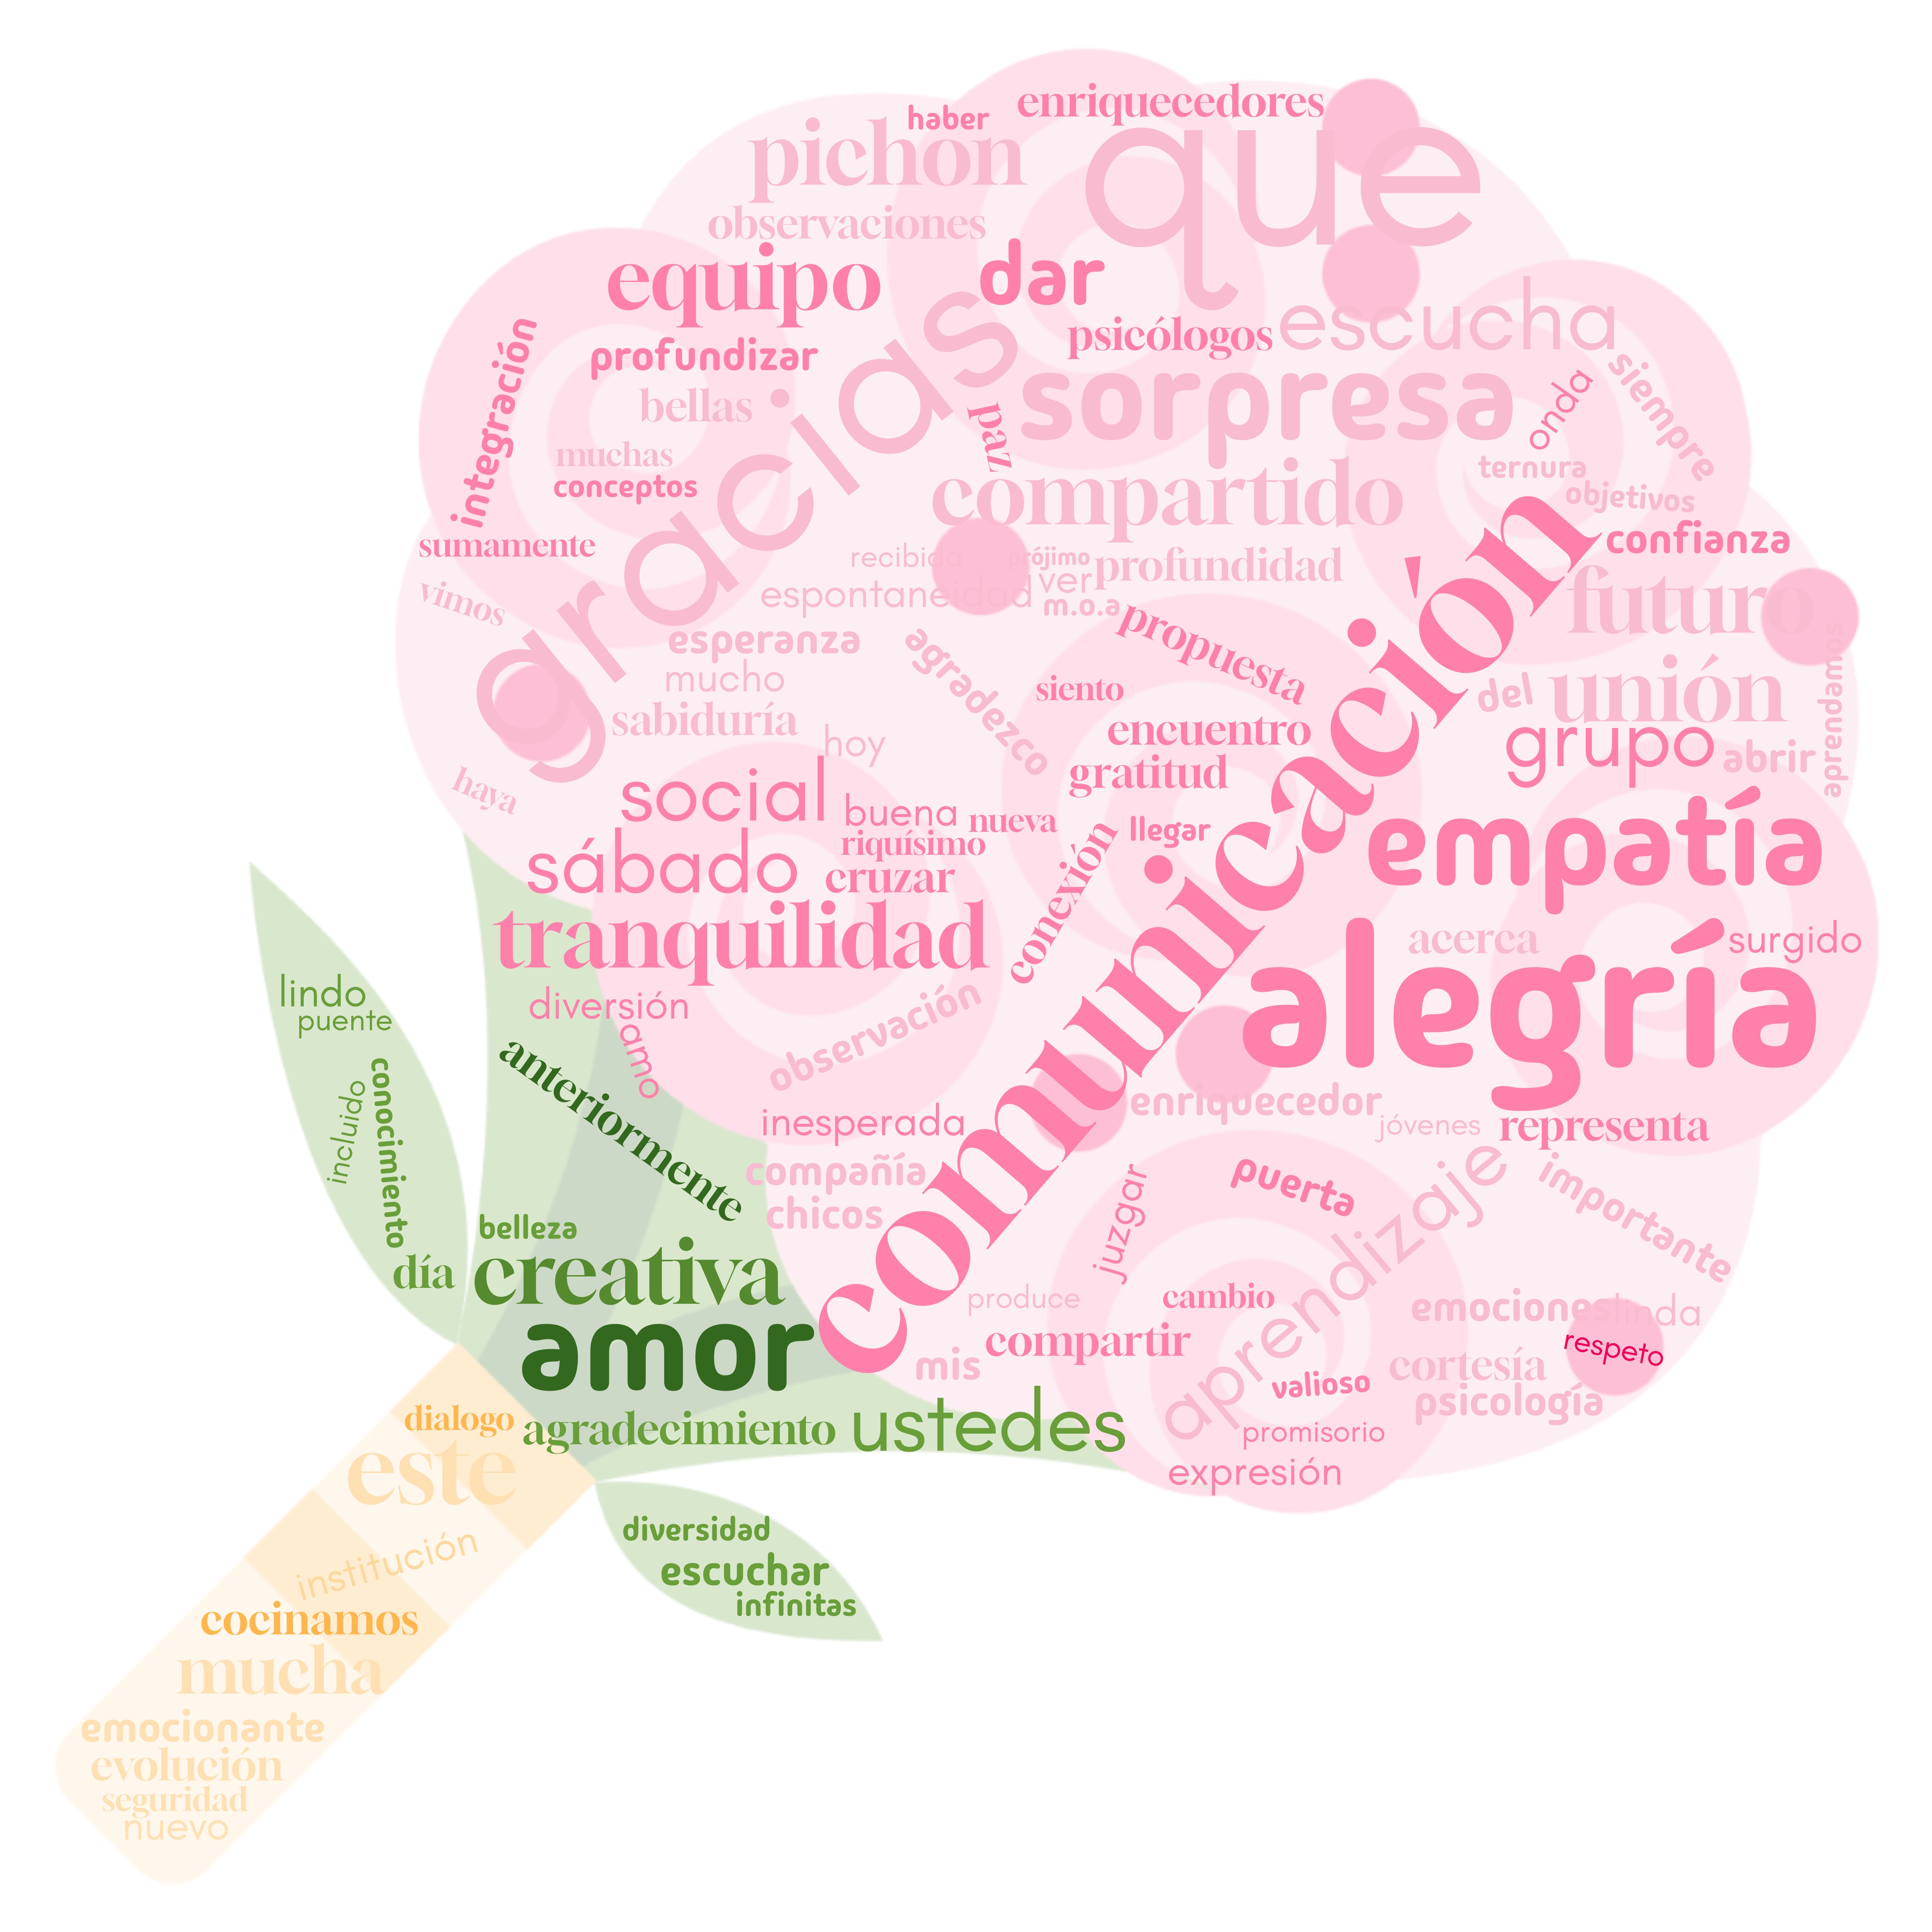 enriquecedores
haber
pichon
que
observaciones
equipo
dar
escucha
psicólogos
profundizar
integración
gracias
sorpresa
onda
siempre
bellas
paz
muchas
conceptos
ternura
objetivos
compartido
sumamente
confianza
recibida
prójimo
profundidad
vimos
espontaneidad
ver
m.o.a
futuro
esperanza
propuesta
aprendemos
mucho
agradezco
siento
del
unión
sabiduría
encuentro
grupo
abrir
hoy
gratitud
haya
social
buena
nueva
llegar
riquísimo
empatía
sábado
cruzar
conexión
comunicación
tranquilidad
acerca
surgido
alegría
lindo
puente
diversión
amo
observación
anteriormente
incluido
conocimiento
inesperada
enriquecedor
jóvenes
representa
compañía
chicos
juzgar
puerta
aprendizaje
importante
belleza
día
creativa
produce
cambio
emociones
linda
amor
mis
compartir
respeto
cortesía
valioso
psicología
dialogo
agradecimiento
ustedes
promisorio
este
expresión
diversidad
institución
escuchar
infinitas
cocinamos
mucha
emocionante
evolución
seguridad
nuevo